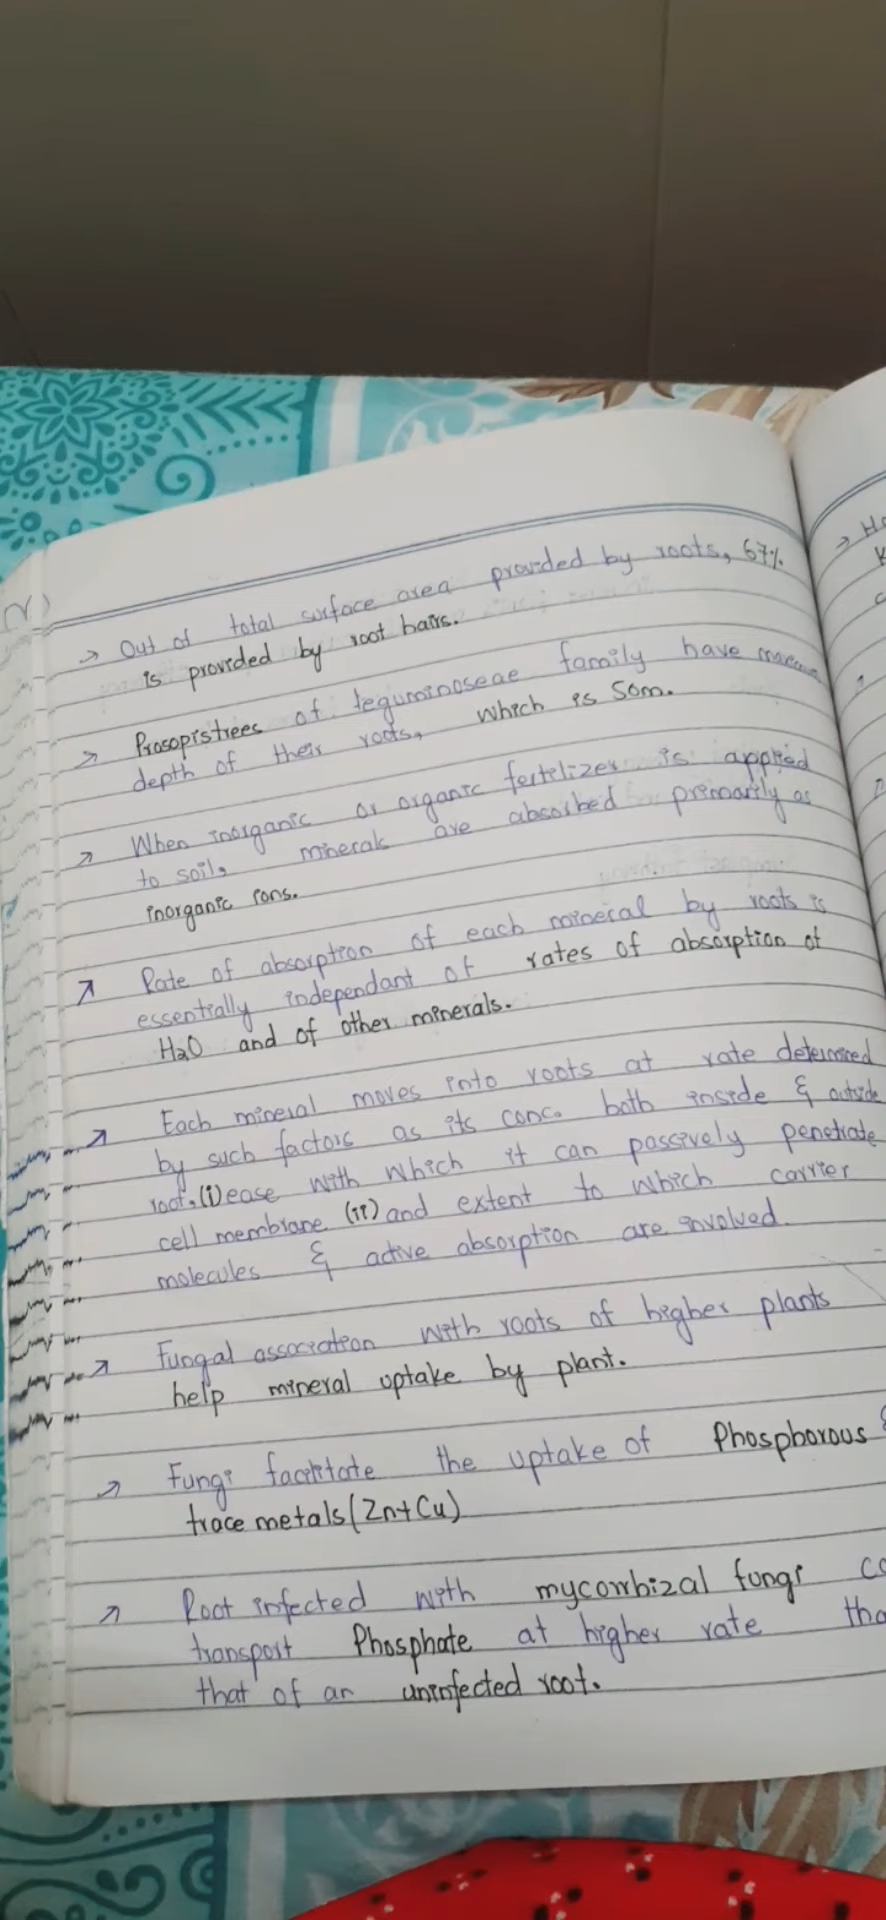 → Out of total surface area provided by roots, 67%
is provided by root hairs.
→ Prosopistrees of leguminoseae family have
depth of their roots, which is 50m.
→ When inorganic or organic fertelizer is applied
to soil, minerals are absorbed primarily as
inorganic ions.
→ Rate of absorption of each mineral by roots is
essentially independant of rates of absorption of
H2O and of other minerals.
→ Each mineral moves into roots at rate determined
by such factors as its conc. both inside & outside
root, (i) ease with which it can passively penetrate
cell membrane (ii) and extent to which carrier
molecules & active absorption are involved.
→ Fungal association with roots of higher plants
help mineral uptake by plant.
→ Fungi facilitate the uptake of Phosphorous &
trace metals (Zn+Cu)
→ Root infected with mycorrhizal fungi
transport Phosphate at higher rate
that of an uninfected root.